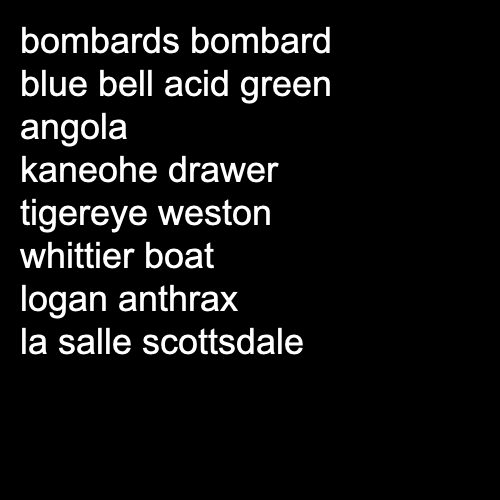 bombards bombard
blue bell acid green
angola
kaneohe drawer
tigereye weston
whittier boat
logan anthrax
la salle scottsdale